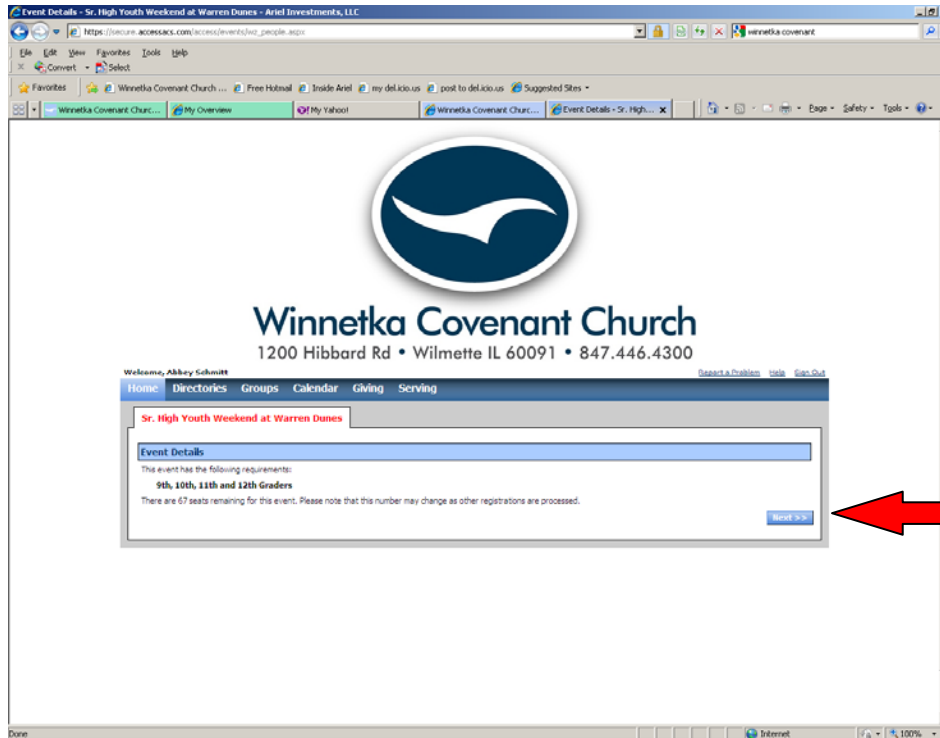 Event Details - Sr. High Youth Weekend at Warren Dunes - Ariel Investments, LLC
https://secure.accessacs.com/access/events/wz_people.aspx
winnetka covenant
File Edit View Favorites Tools Help
x Convert Select
Favorites Winnetka Covenant Church ... Free Hotmail Inside Ariel my del.icio.us post to del.icio.us Suggested Sites
Winnetka Covenant Churc... My Overview My Yahoo! Winnetka Covenant Churc... Event Details - Sr. High... x Page Safety Tools
Winnetka Covenant Church
1200 Hibbard Rd • Wilmette IL 60091 • 847.446.4300
Welcome, Abbey Schmitt Report a Problem Help Sign Out
Home Directories Groups Calendar Giving Serving
Sr. High Youth Weekend at Warren Dunes
Event Details
This event has the following requirements:
9th, 10th, 11th and 12th Graders
There are 67 seats remaining for this event. Please note that this number may change as other registrations are processed.
Next >>
Done Internet 100%